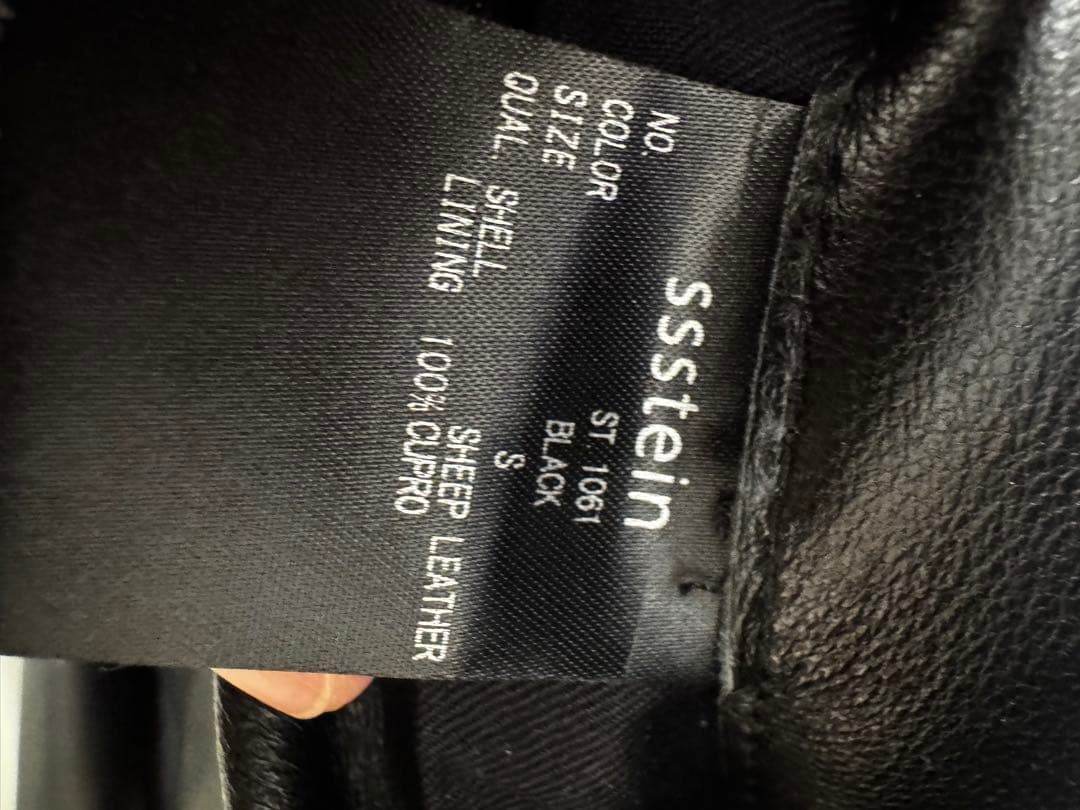 ssstein
NO. ST 1061
COLOR BLACK
SIZE S
QUAL. SHELL SHEEP LEATHER
LINING 100% CUPRO